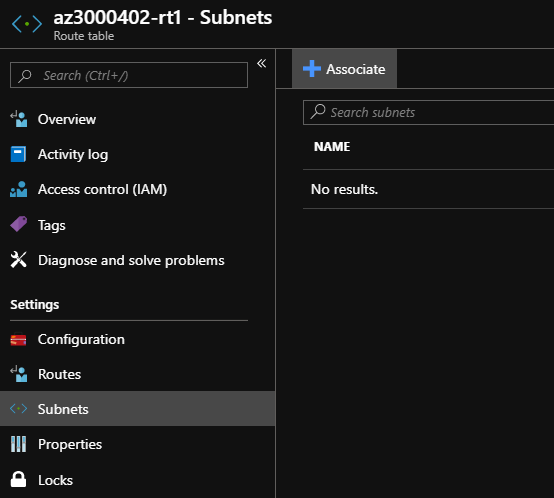 az3000402-rt1 - Subnets
Route table
Search (Ctrl+/)
«
Overview
Activity log
Access control (IAM)
Tags
Diagnose and solve problems
Settings
Configuration
Routes
Subnets
Properties
Locks
Associate
Search subnets
NAME
No results.